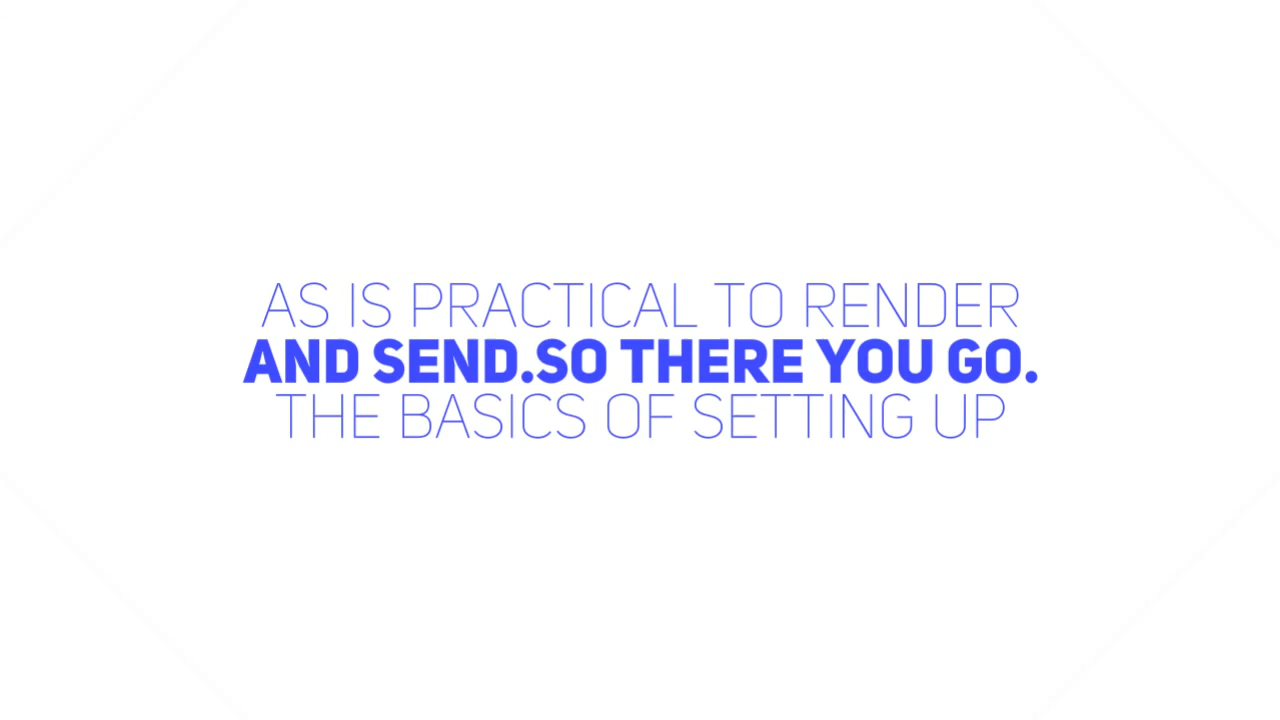 AS IS PRACTICAL TO RENDER
AND SEND.SO THERE YOU GO.
THE BASICS OF SETTING UP